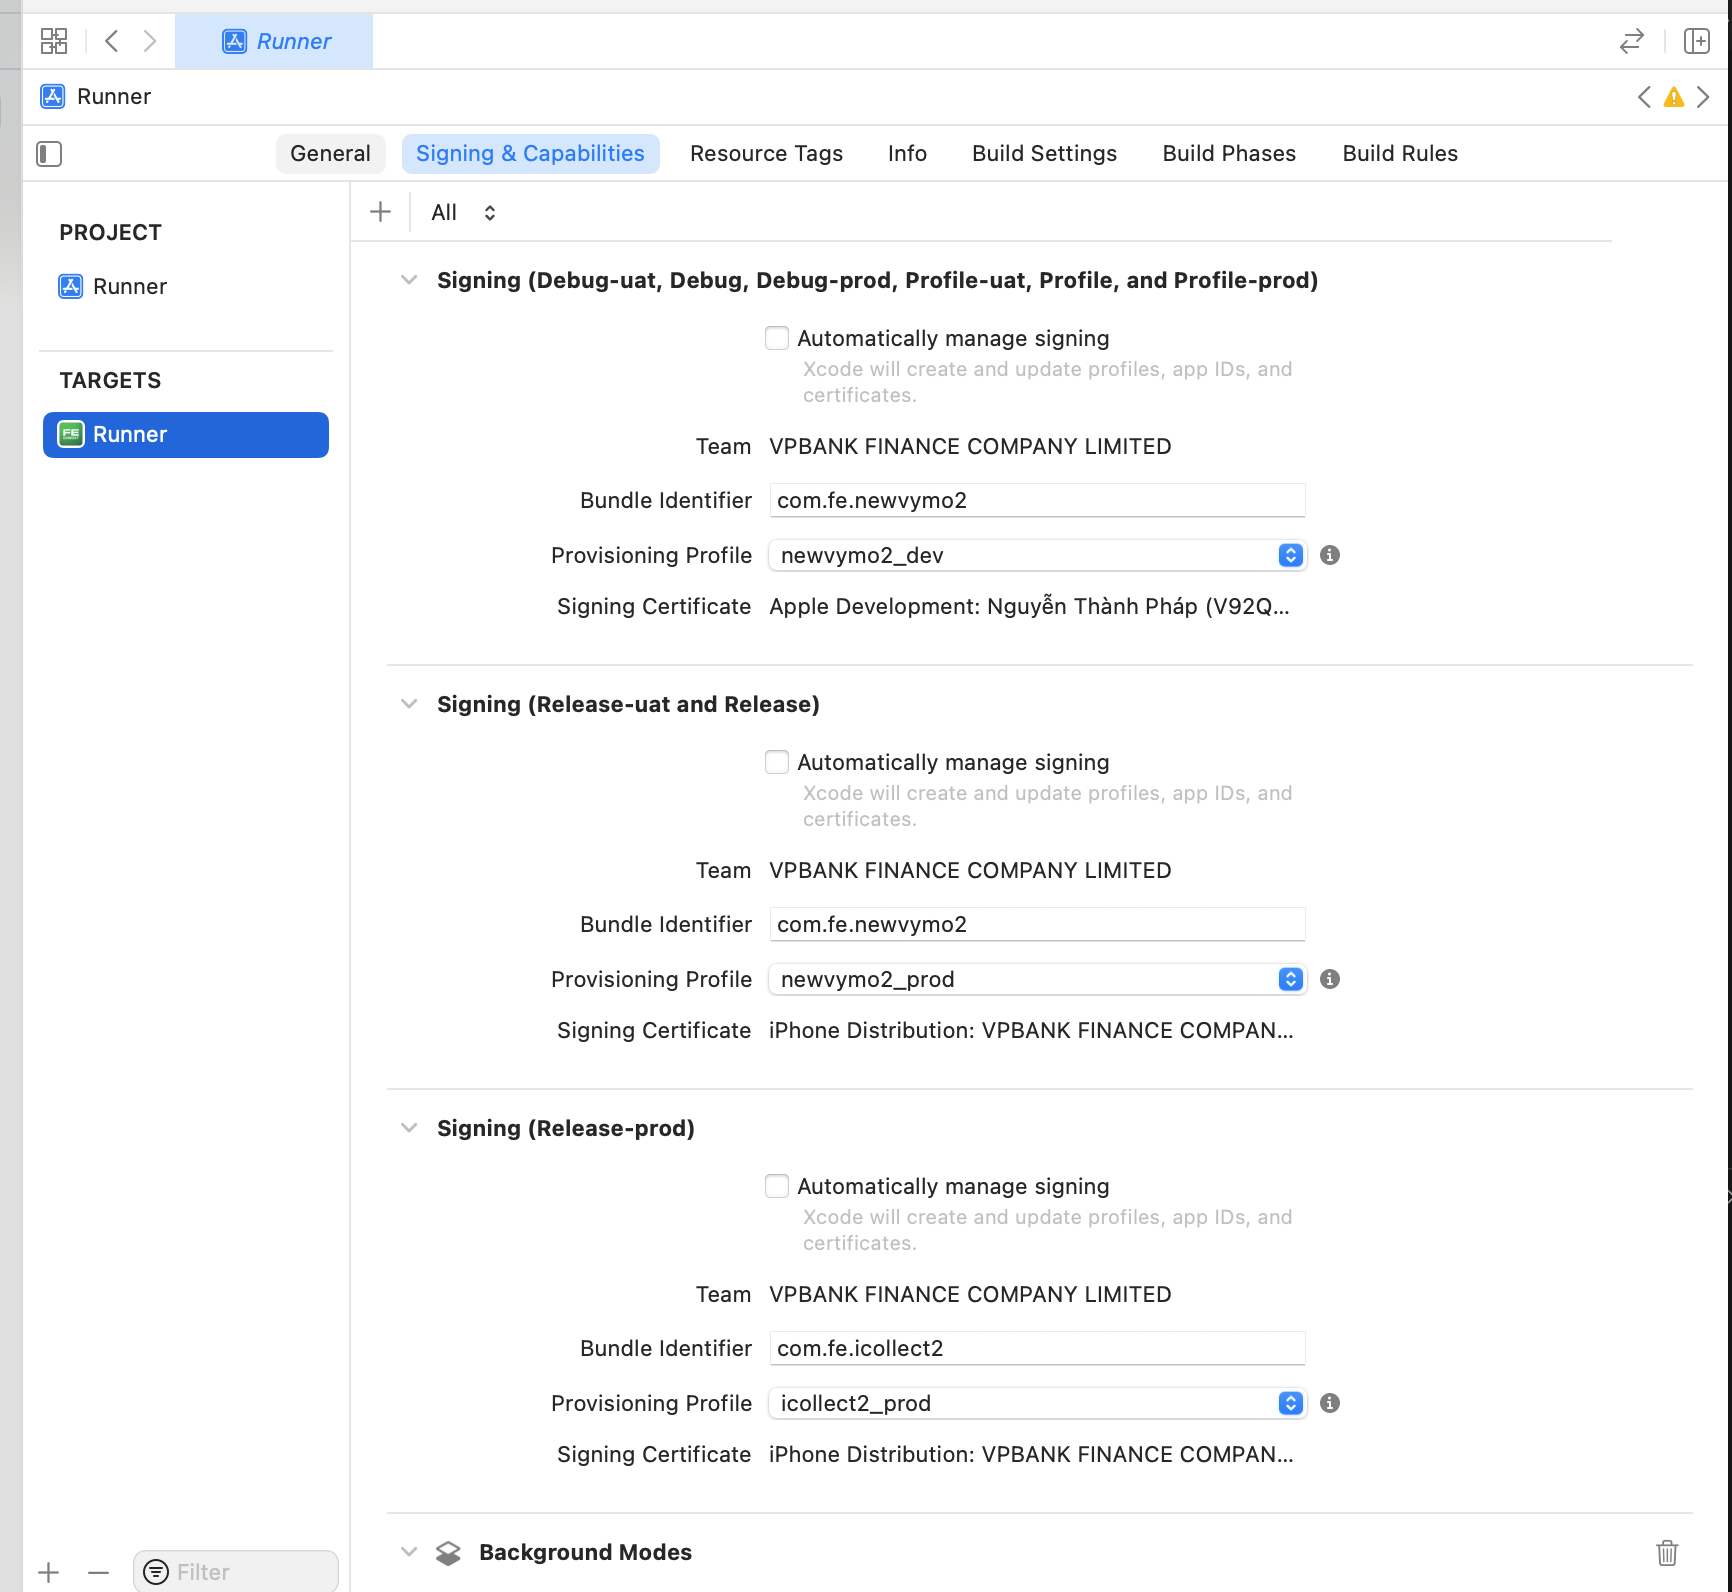 Runner
Runner
General Signing & Capabilities Resource Tags Info Build Settings Build Phases Build Rules
PROJECT
Runner
TARGETS
FE Runner
All
Signing (Debug-uat, Debug, Debug-prod, Profile-uat, Profile, and Profile-prod)
Automatically manage signing
Xcode will create and update profiles, app IDs, and
certificates.
Team VPBANK FINANCE COMPANY LIMITED
Bundle Identifier com.fe.newvymo2
Provisioning Profile newvymo2_dev
Signing Certificate Apple Development: Nguyễn Thành Pháp (V92Q...
Signing (Release-uat and Release)
Automatically manage signing
Xcode will create and update profiles, app IDs, and
certificates.
Team VPBANK FINANCE COMPANY LIMITED
Bundle Identifier com.fe.newvymo2
Provisioning Profile newvymo2_prod
Signing Certificate iPhone Distribution: VPBANK FINANCE COMPAN...
Signing (Release-prod)
Automatically manage signing
Xcode will create and update profiles, app IDs, and
certificates.
Team VPBANK FINANCE COMPANY LIMITED
Bundle Identifier com.fe.icollect2
Provisioning Profile icollect2_prod
Signing Certificate iPhone Distribution: VPBANK FINANCE COMPAN...
Background Modes
Filter